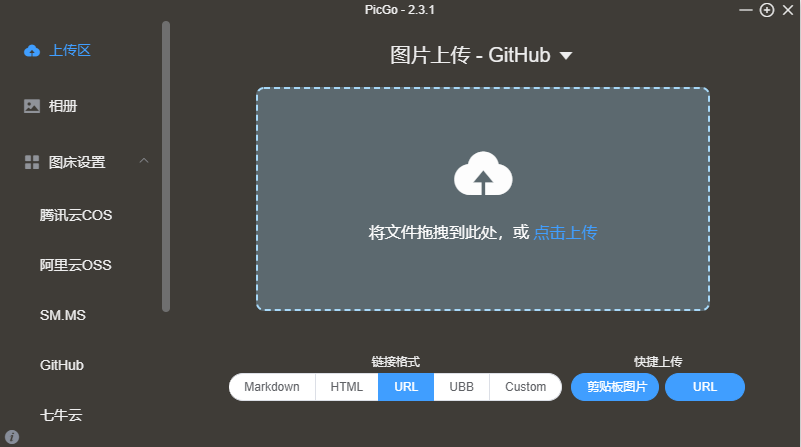 PicGo - 2.3.1
上传区
相册
图床设置
腾讯云COS
阿里云OSS
SM.MS
GitHub
七牛云
图片上传 - GitHub
将文件拖拽到此处，或 点击上传
链接格式
Markdown HTML URL UBB Custom
快捷上传
剪贴板图片 URL